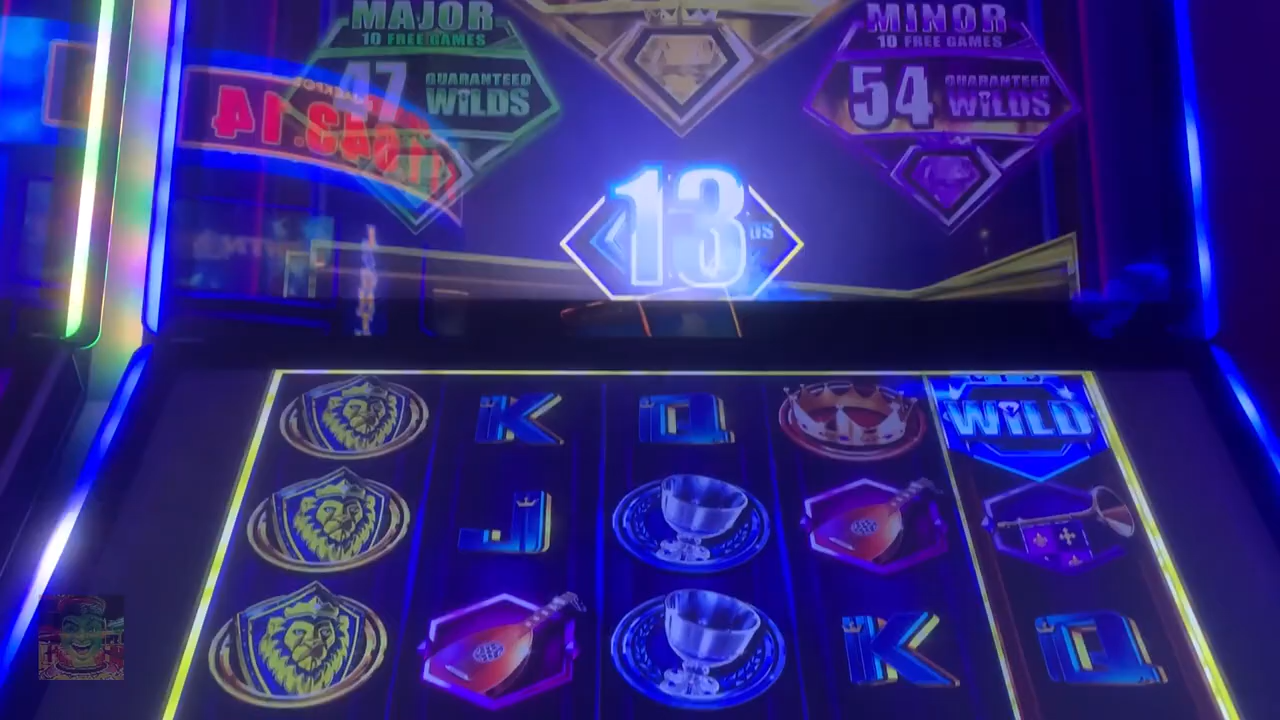 MAJOR
10 FREE GAMES
47 GUARANTEED
WILDS
MINOR
10 FREE GAMES
54 GUARANTEED
WILDS
13
K
Q
WILD
J
K
Q